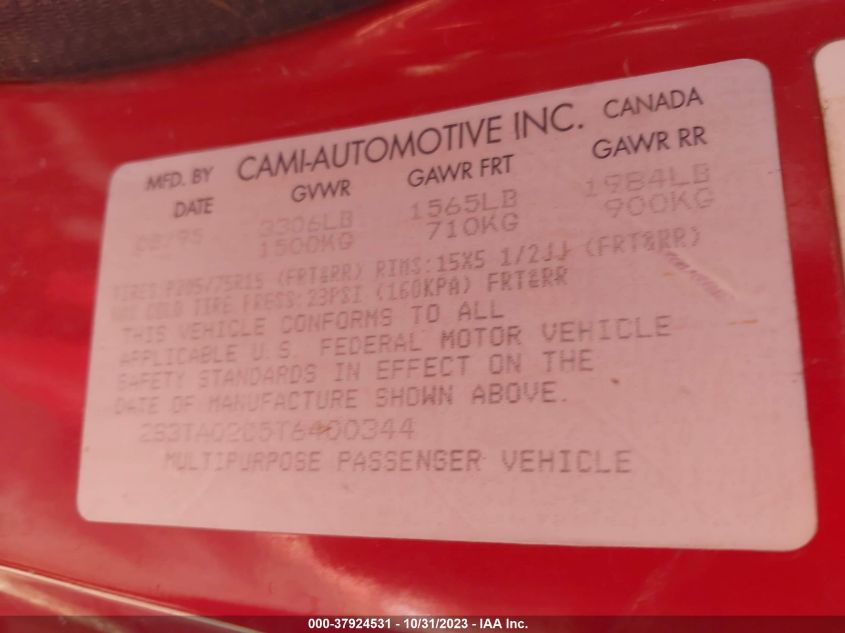 MFD. BY CAMI-AUTOMOTIVE INC. CANADA
DATE GVWR GAWR FRT GAWR RR
08/95 3306LB 1565LB 1984LB
1500KG 710KG 900KG
TIRES:P205/75R15 (FRT&RR) RIMS:15X5 1/2JJ (FRT&RR)
COLD TIRE PRESS:23PSI (160KPA) FRT&RR
THIS VEHICLE CONFORMS TO ALL
APPLICABLE U.S. FEDERAL MOTOR VEHICLE
SAFETY STANDARDS IN EFFECT ON THE
DATE OF MANUFACTURE SHOWN ABOVE.
2S3TA02C5T6400344
MULTIPURPOSE PASSENGER VEHICLE
000-37924531 - 10/31/2023 - IAA Inc.